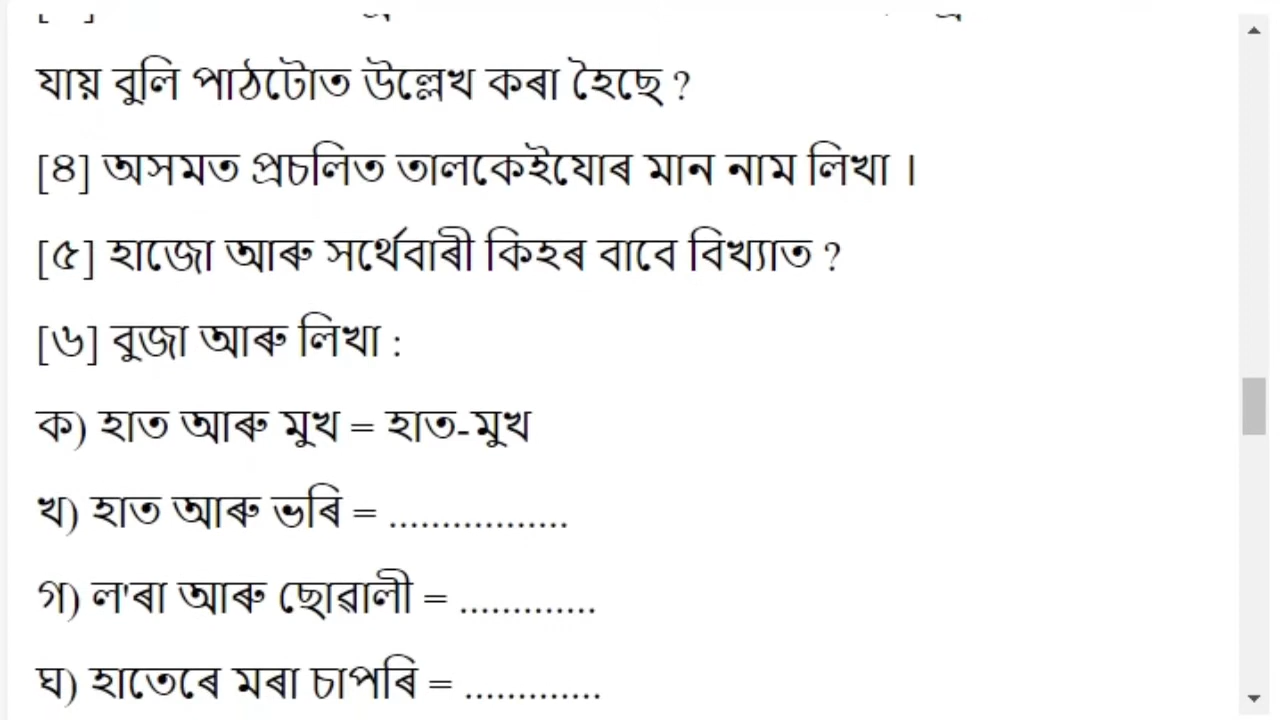 যায় বুলি পাঠটোত উল্লেখ কৰা হৈছে ?
[৪] অসমত প্ৰচলিত তালকেইযোৰ মান নাম লিখা ।
[৫] হাজো আৰু সৰ্থেবাৰী কিহৰ বাবে বিখ্যাত ?
[৬] বুজা আৰু লিখা :
ক) হাত আৰু মুখ = হাত-মুখ
খ) হাত আৰু ভৰি = .................
গ) ল'ৰা আৰু ছোৱালী = .............
ঘ) হাতেৰে মৰা চাপৰি = .............